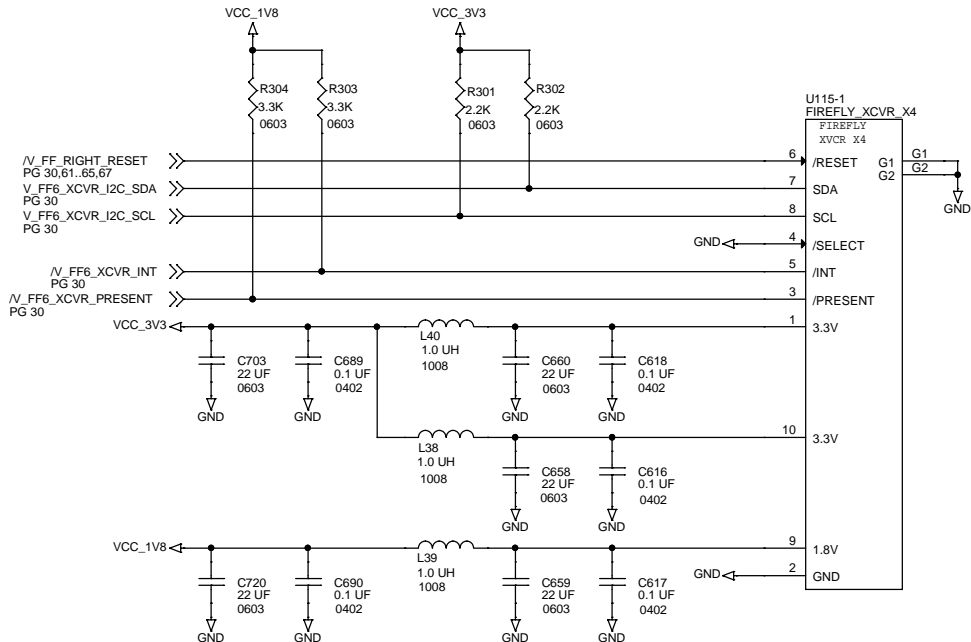 VCC_1V8
VCC_3V3
R304
3.3K
0603
R303
3.3K
0603
R301
2.2K
0603
R302
2.2K
0603
U115-1
FIREFLY_XCVR_X4
FIREFLY
XVCR X4
/V_FF_RIGHT_RESET
PG 30,61..65,67
6
/RESET
G1
G1
G2
G2
GND
V_FF6_XCVR_I2C_SDA
PG 30
7
SDA
V_FF6_XCVR_I2C_SCL
PG 30
8
SCL
GND
4
/SELECT
/V_FF6_XCVR_INT
PG 30
5
/INT
/V_FF6_XCVR_PRESENT
PG 30
3
/PRESENT
VCC_3V3
L40
1.0 UH
1008
1
3.3V
C703
22 UF
0603
GND
C689
0.1 UF
0402
GND
C660
22 UF
0603
GND
C618
0.1 UF
0402
GND
L38
1.0 UH
1008
10
3.3V
C658
22 UF
0603
GND
C616
0.1 UF
0402
GND
VCC_1V8
L39
1.0 UH
1008
9
1.8V
GND
2
GND
C720
22 UF
0603
GND
C690
0.1 UF
0402
GND
C659
22 UF
0603
GND
C617
0.1 UF
0402
GND